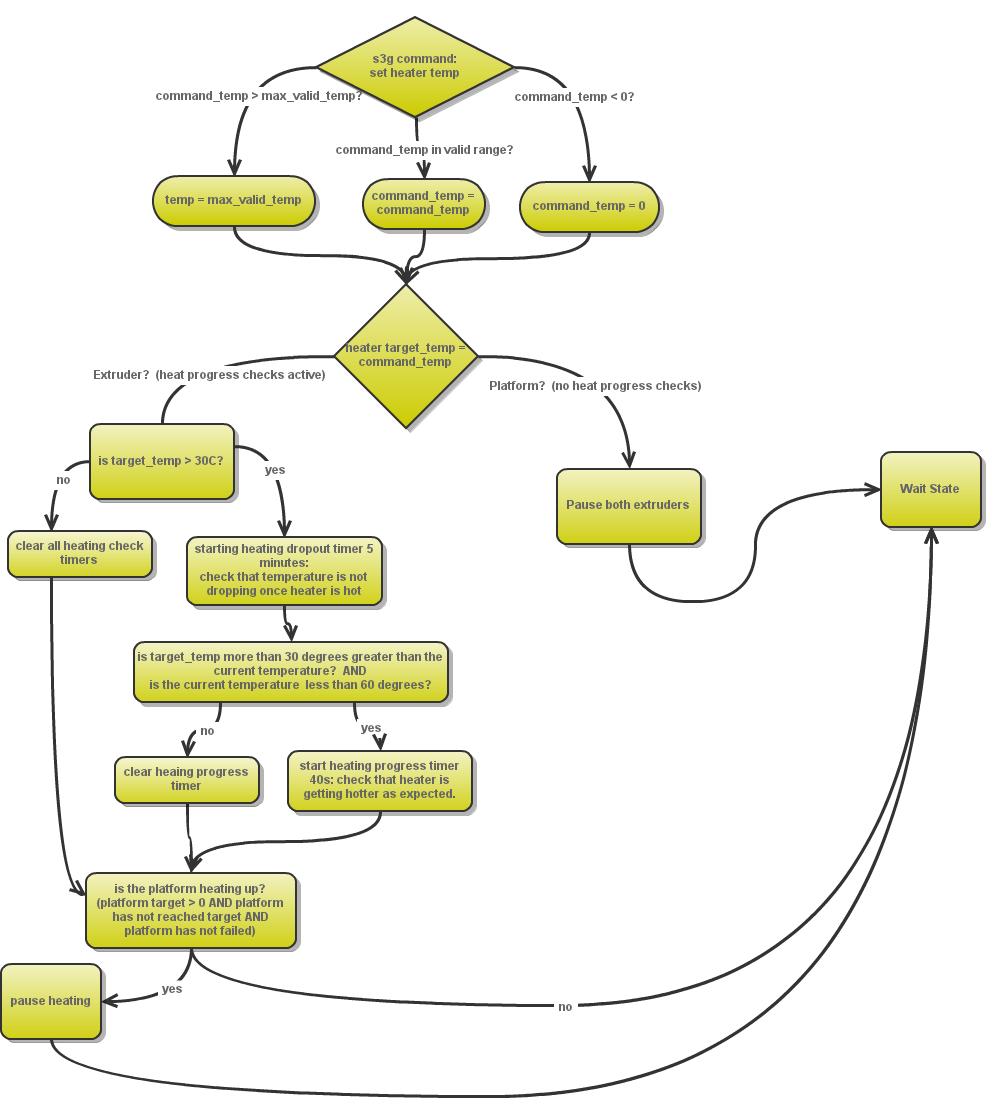 s3g command:
set heater temp
command_temp > max_valid_temp?
command_temp < 0?
command_temp in valid range?
temp = max_valid_temp
command_temp =
command_temp
command_temp = 0
heater target_temp =
command_temp
Extruder?  (heat progress checks active)
Platform?  (no heat progress checks)
is target_temp > 30C?
no
yes
Pause both extruders
Wait State
clear all heating check
timers
starting heating dropout timer 5
minutes:
check that temperature is not
dropping once heater is hot
is target_temp more than 30 degrees greater than the
current temperature?  AND
is the current temperature  less than 60 degrees?
no
yes
clear heaing progress
timer
start heating progress timer
40s: check that heater is
getting hotter as expected.
is the platform heating up?
(platform target > 0 AND platform
has not reached target AND
platform has not failed)
yes
no
pause heating